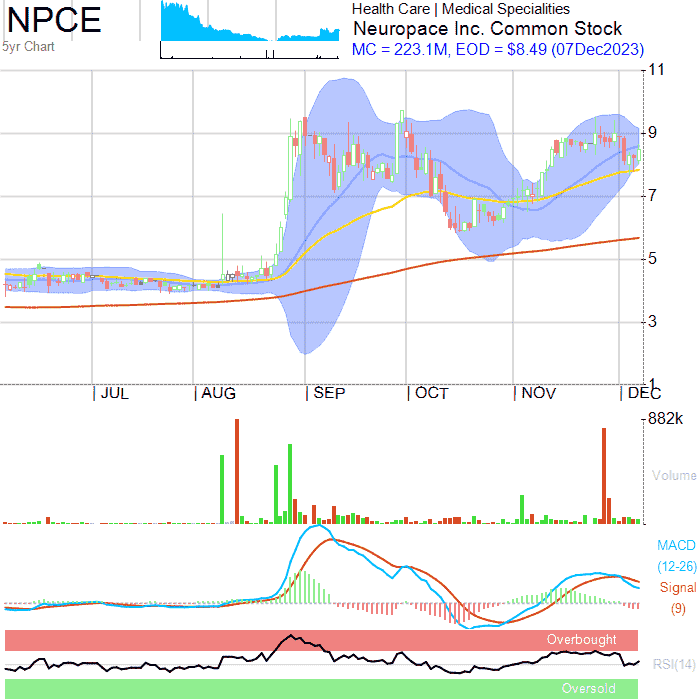 NPCE
5yr Chart
Health Care | Medical Specialities
Neuropace Inc. Common Stock
MC = 223.1M, EOD = $8.49 (07Dec2023)
11
9
7
5
3
1
JUL AUG SEP OCT NOV DEC
882k
Volume
MACD
(12-26)
Signal
(9)
Overbought
RSI(14)
Oversold